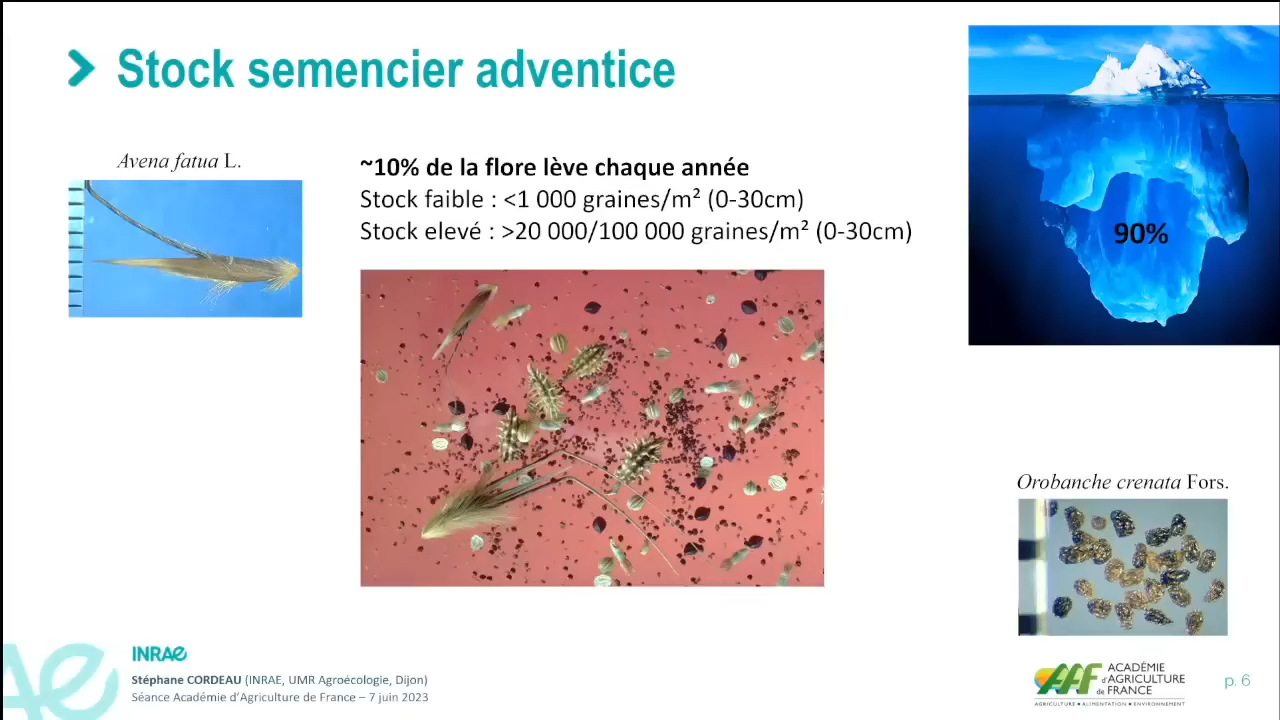 Stock semencier adventice
Avena fatua L.
~10% de la flore lève chaque année
Stock faible : <1 000 graines/m² (0-30cm)
Stock elevé : >20 000/100 000 graines/m² (0-30cm)
90%
Orobanche crenata Fors.
INRAE
Stéphane CORDEAU (INRAE, UMR Agroécologie, Dijon)
Séance Académie d'Agriculture de France – 7 juin 2023
AAF
ACADÉMIE
d'AGRICULTURE
de FRANCE
AGRICULTURE • ALIMENTATION • ENVIRONNEMENT
p. 6